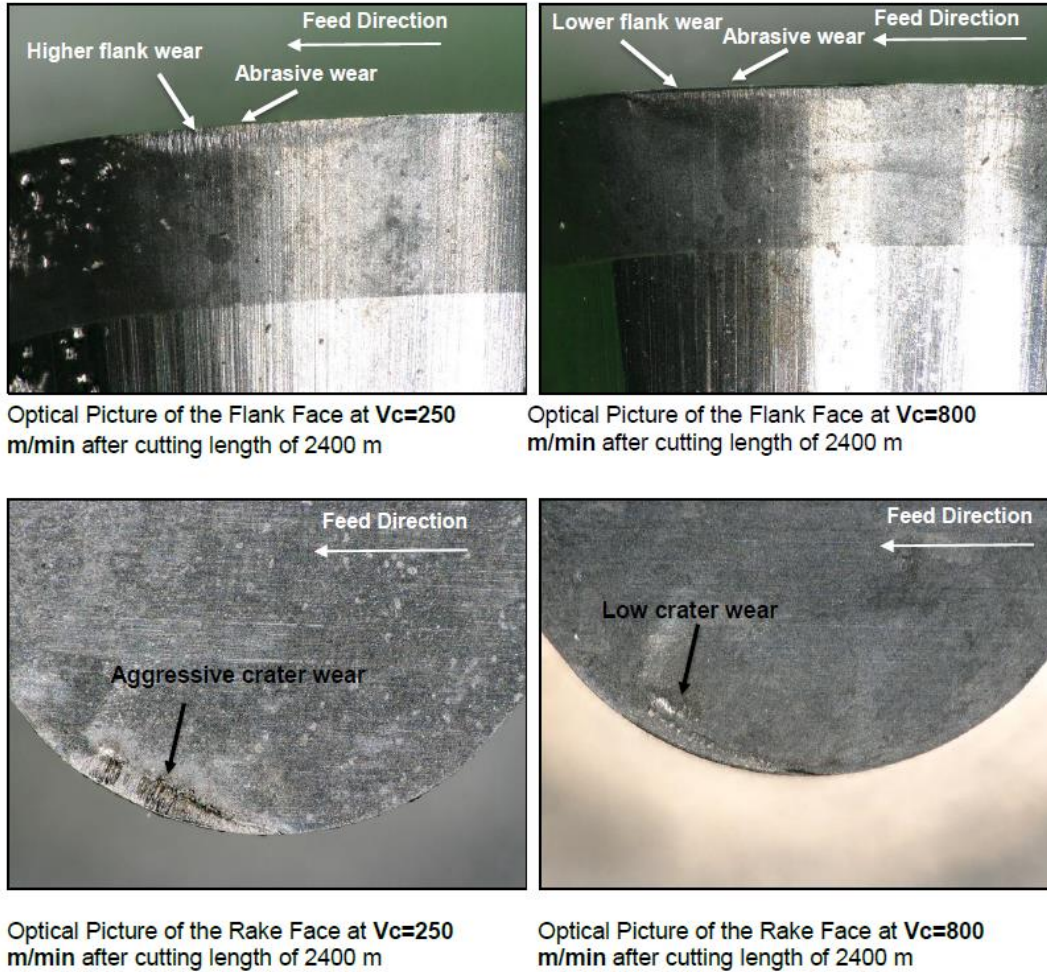 Feed Direction
Higher flank wear
Abrasive wear
Feed Direction
Lower flank wear
Abrasive wear
Optical Picture of the Flank Face at Vc=250
m/min after cutting length of 2400 m
Optical Picture of the Flank Face at Vc=800
m/min after cutting length of 2400 m
Feed Direction
Aggressive crater wear
Feed Direction
Low crater wear
Optical Picture of the Rake Face at Vc=250
m/min after cutting length of 2400 m
Optical Picture of the Rake Face at Vc=800
m/min after cutting length of 2400 m